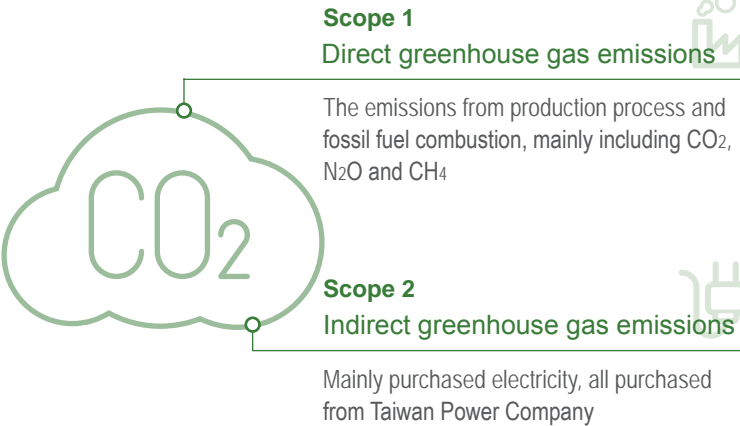 Scope 1
Direct greenhouse gas emissions
The emissions from production process and
fossil fuel combustion, mainly including CO2,
N2O and CH4
CO2
Scope 2
Indirect greenhouse gas emissions
Mainly purchased electricity, all purchased
from Taiwan Power Company